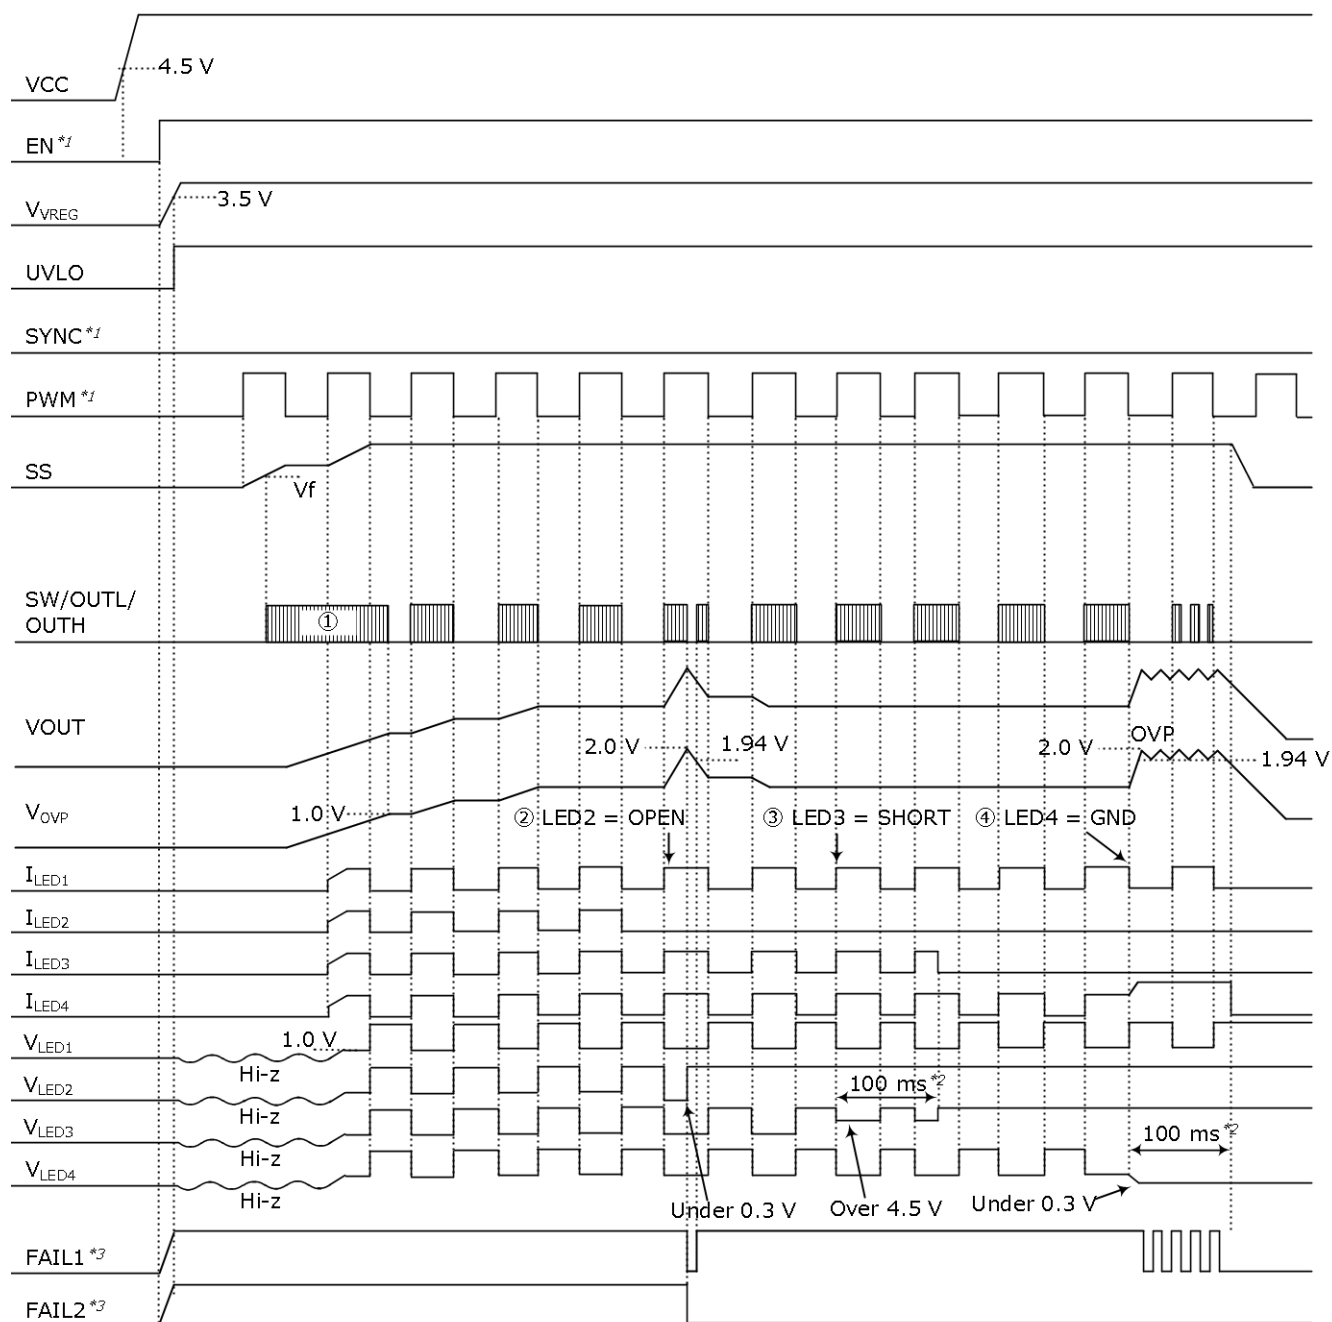 4.5 V
VCC
EN *1
3.5 V
VVREG
UVLO
SYNC *1
PWM *1
SS
Vf
SW/OUTL/
OUTH
①
VOUT
2.0 V
1.94 V
2.0 V
OVP
1.94 V
VOVP
1.0 V
② LED2 = OPEN
③ LED3 = SHORT
④ LED4 = GND
ILED1
ILED2
ILED3
ILED4
VLED1
1.0 V
Hi-z
VLED2
100 ms*2
Hi-z
VLED3
100 ms*2
Hi-z
VLED4
Hi-z
Under 0.3 V
Over 4.5 V
Under 0.3 V
FAIL1 *3
FAIL2 *3